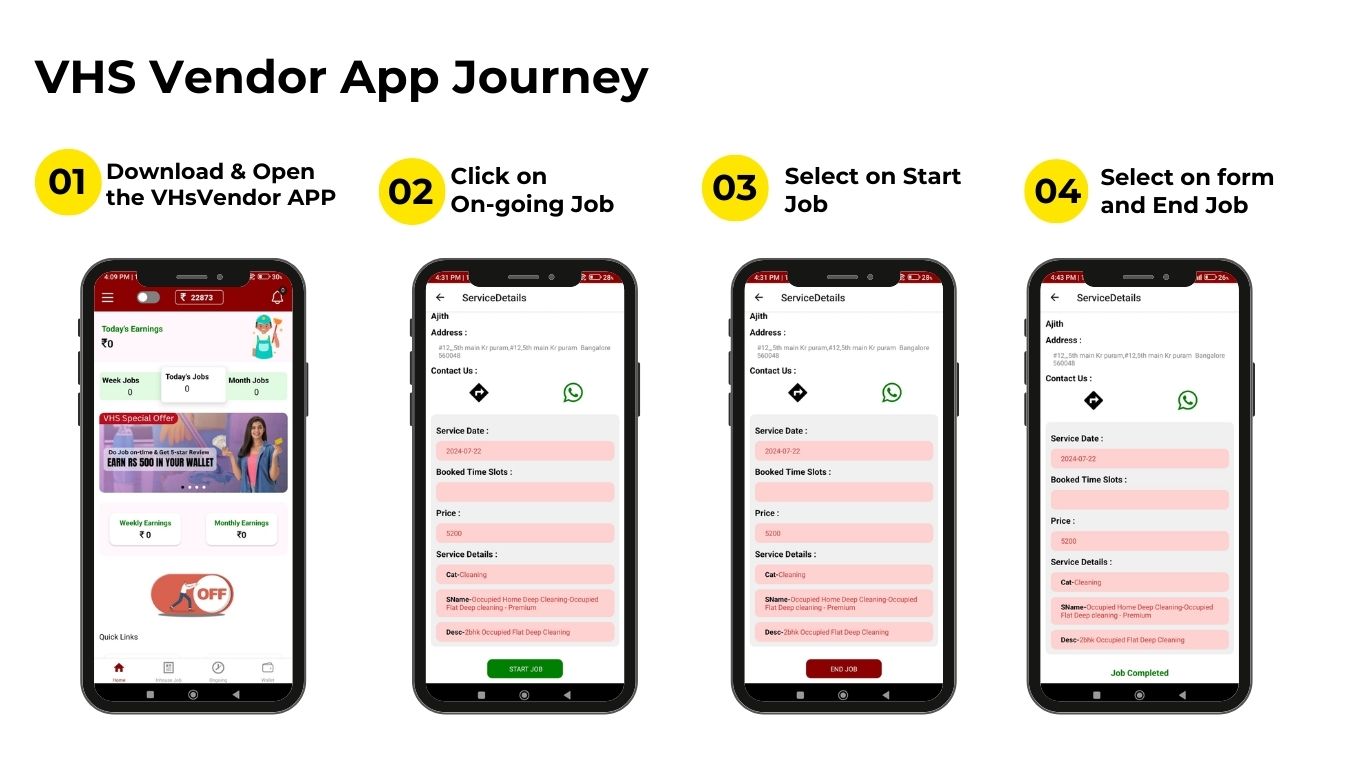 VHS Vendor App Journey
01
Download & Open
the VHsVendor APP
02
Click on
On-going Job
03
Select on Start
Job
04
Select on form
and End Job
4:09 PM | 1
30%
₹ 22873
0
Today's Earnings
₹0
Week Jobs
0
Today's Jobs
0
Month Jobs
0
VHS Special Offer
Do Job on-time & Get 5-star Review
EARN RS 500 IN YOUR WALLET
Weekly Earnings
₹ 0
Monthly Earnings
₹0
OFF
Quick Links
Home
Inhouse Job
Ongoing
Wallet
4:31 PM | 1
28%
ServiceDetails
Ajith
Address :
#12,,5th main Kr puram,#12,5th main Kr puram Bangalore
560048
Contact Us :
Service Date :
2024-07-22
Booked Time Slots :
Price :
5200
Service Details :
Cat-Cleaning
SName-Occupied Home Deep Cleaning-Occupied
Flat Deep cleaning - Premium
Desc-2bhk Occupied Flat Deep Cleaning
START JOB
4:31 PM | 1
28%
ServiceDetails
Ajith
Address :
#12,,5th main Kr puram,#12,5th main Kr puram Bangalore
560048
Contact Us :
Service Date :
2024-07-22
Booked Time Slots :
Price :
5200
Service Details :
Cat-Cleaning
SName-Occupied Home Deep Cleaning-Occupied
Flat Deep cleaning - Premium
Desc-2bhk Occupied Flat Deep Cleaning
END JOB
4:43 PM | 1
26%
ServiceDetails
Ajith
Address :
#12,,5th main Kr puram,#12,5th main Kr puram Bangalore
560048
Contact Us :
Service Date :
2024-07-22
Booked Time Slots :
Price :
5200
Service Details :
Cat-Cleaning
SName-Occupied Home Deep Cleaning-Occupied
Flat Deep cleaning - Premium
Desc-2bhk Occupied Flat Deep Cleaning
Job Completed